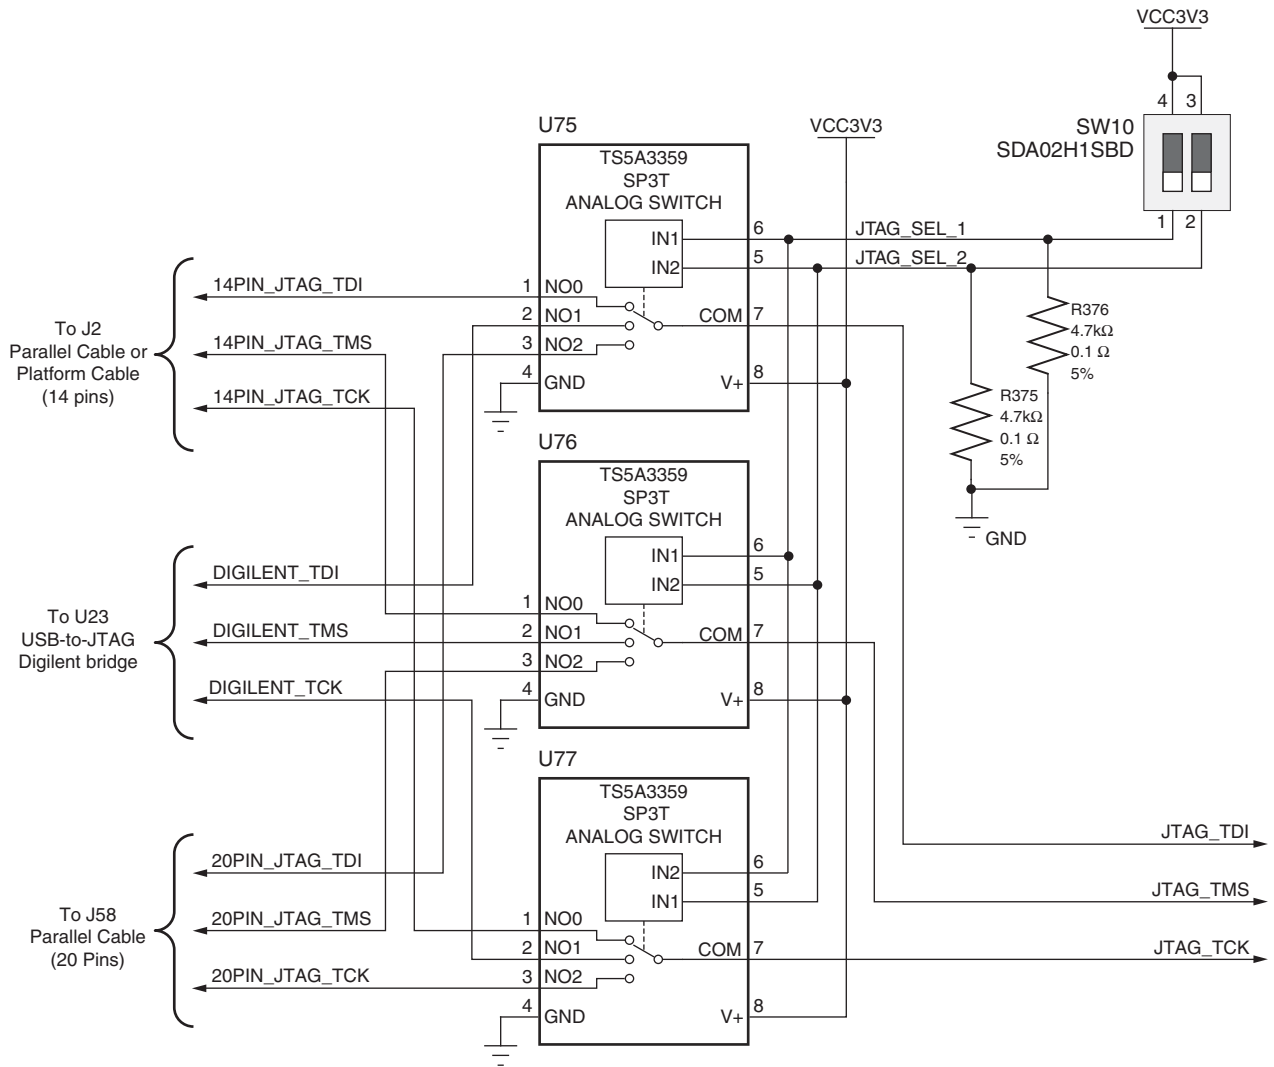 VCC3V3
4 3
SW10
SDA02H1SBD
1 2
VCC3V3
JTAG_SEL_1
JTAG_SEL_2
R376
4.7kΩ
0.1 Ω
5%
R375
4.7kΩ
0.1 Ω
5%
GND
U75
TS5A3359
SP3T
ANALOG SWITCH
IN1 6
IN2 5
1 NO0
2 NO1
3 NO2
4 GND
COM 7
V+ 8
U76
TS5A3359
SP3T
ANALOG SWITCH
IN1 6
IN2 5
1 NO0
2 NO1
3 NO2
4 GND
COM 7
V+ 8
U77
TS5A3359
SP3T
ANALOG SWITCH
IN2 6
IN1 5
1 NO0
2 NO1
3 NO2
4 GND
COM 7
V+ 8
To J2
Parallel Cable or
Platform Cable
(14 pins)
14PIN_JTAG_TDI
14PIN_JTAG_TMS
14PIN_JTAG_TCK
To U23
USB-to-JTAG
Digilent bridge
DIGILENT_TDI
DIGILENT_TMS
DIGILENT_TCK
To J58
Parallel Cable
(20 Pins)
20PIN_JTAG_TDI
20PIN_JTAG_TMS
20PIN_JTAG_TCK
JTAG_TDI
JTAG_TMS
JTAG_TCK